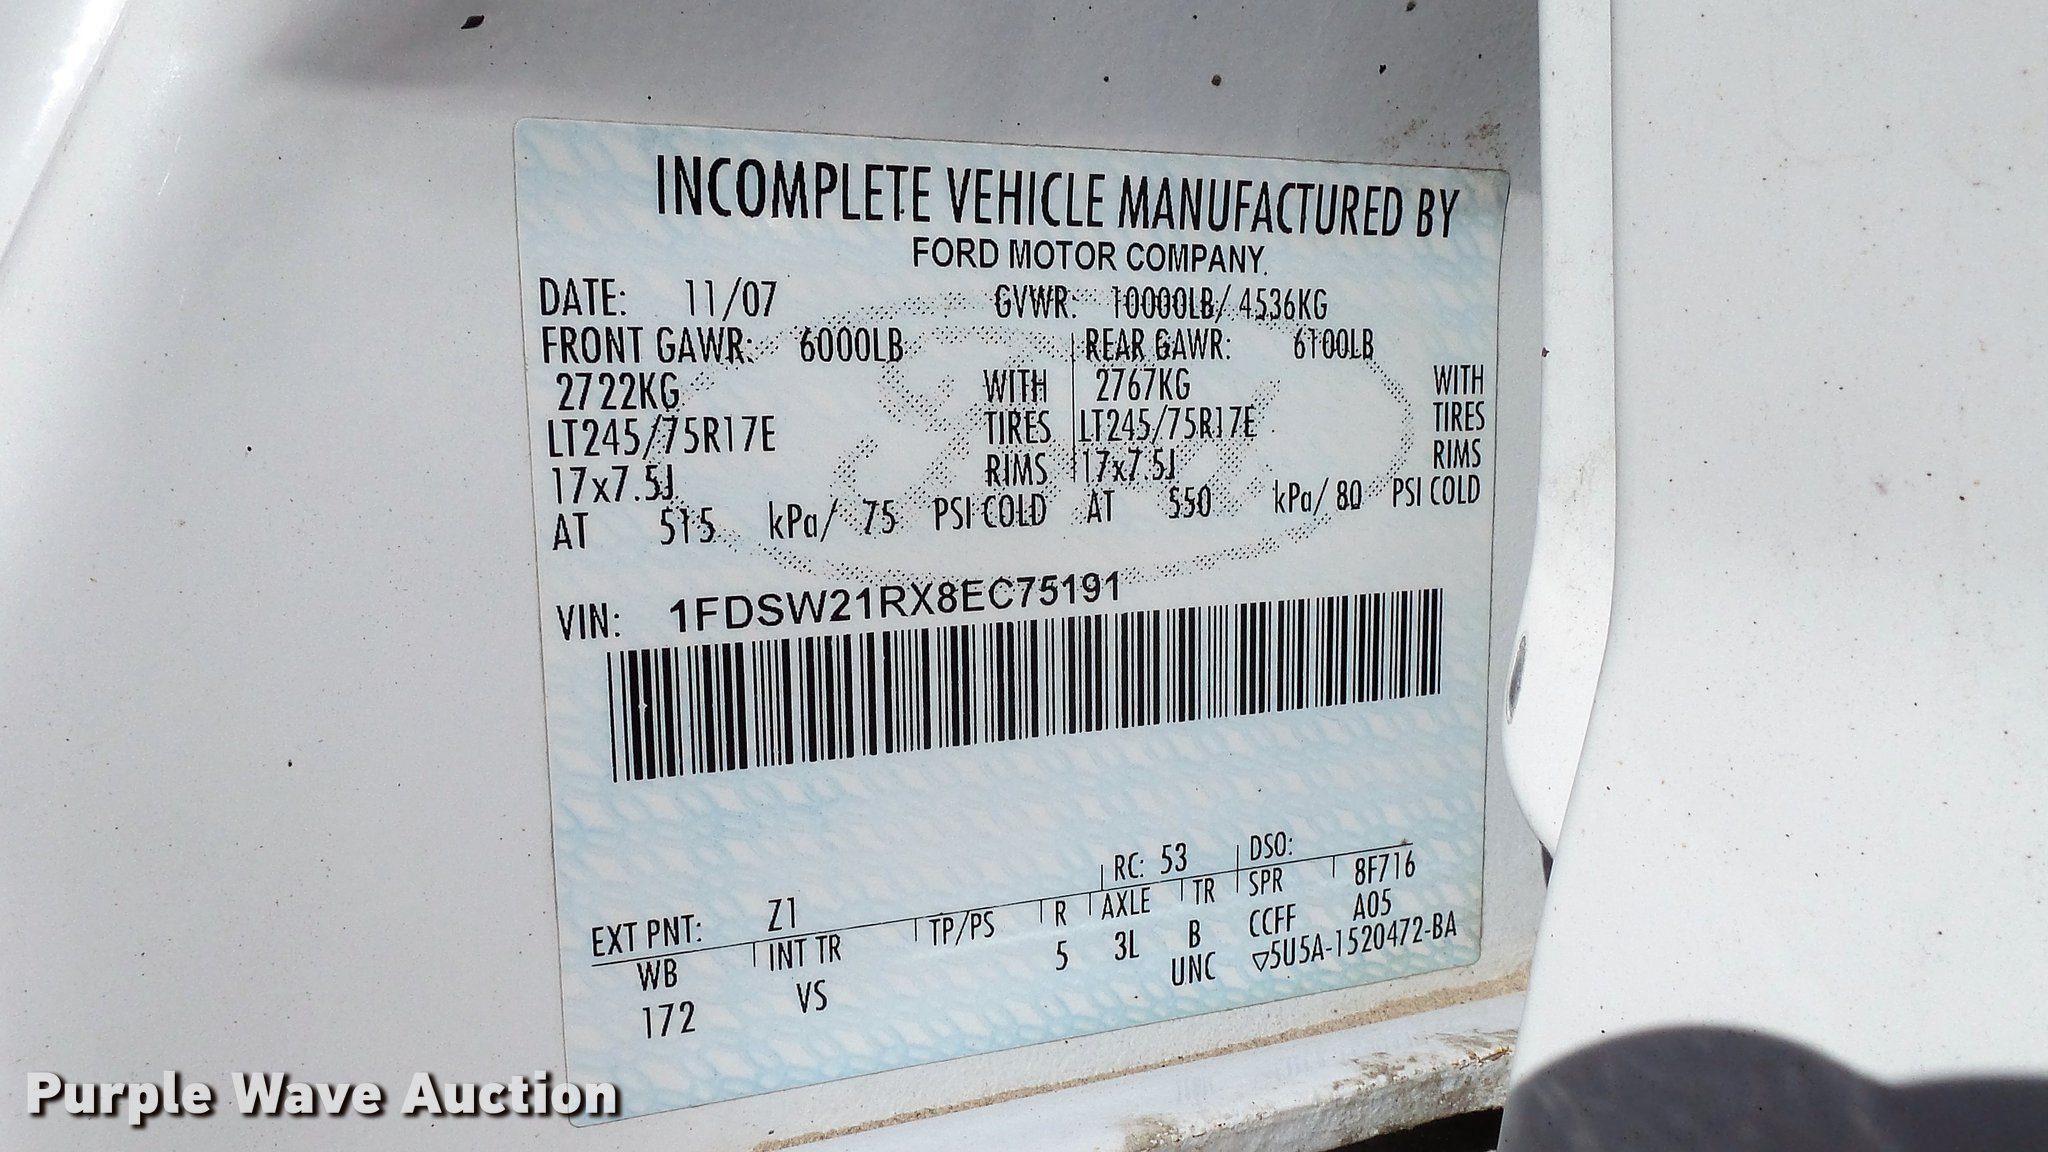 INCOMPLETE VEHICLE MANUFACTURED BY
FORD MOTOR COMPANY.
DATE: 11/07 GVWR: 10000LB/ 4536KG
FRONT GAWR: 6000LB REAR GAWR: 6100LB
2722KG WITH 2767KG WITH
LT245/75R17E TIRES LT245/75R17E TIRES
17x7.5J RIMS 17x7.5J RIMS
AT 515 kPa/ 75 PSI COLD AT 550 kPa/ 80 PSI COLD
VIN: 1FDSW21RX8EC75191
RC: 53 DSO:
EXT PNT: Z1 8F716
WB INT TR TP/PS R AXLE TR SPR A05
172 VS 5 3L B CCFF
UNC ▽5U5A-1520472-BA
Purple Wave Auction